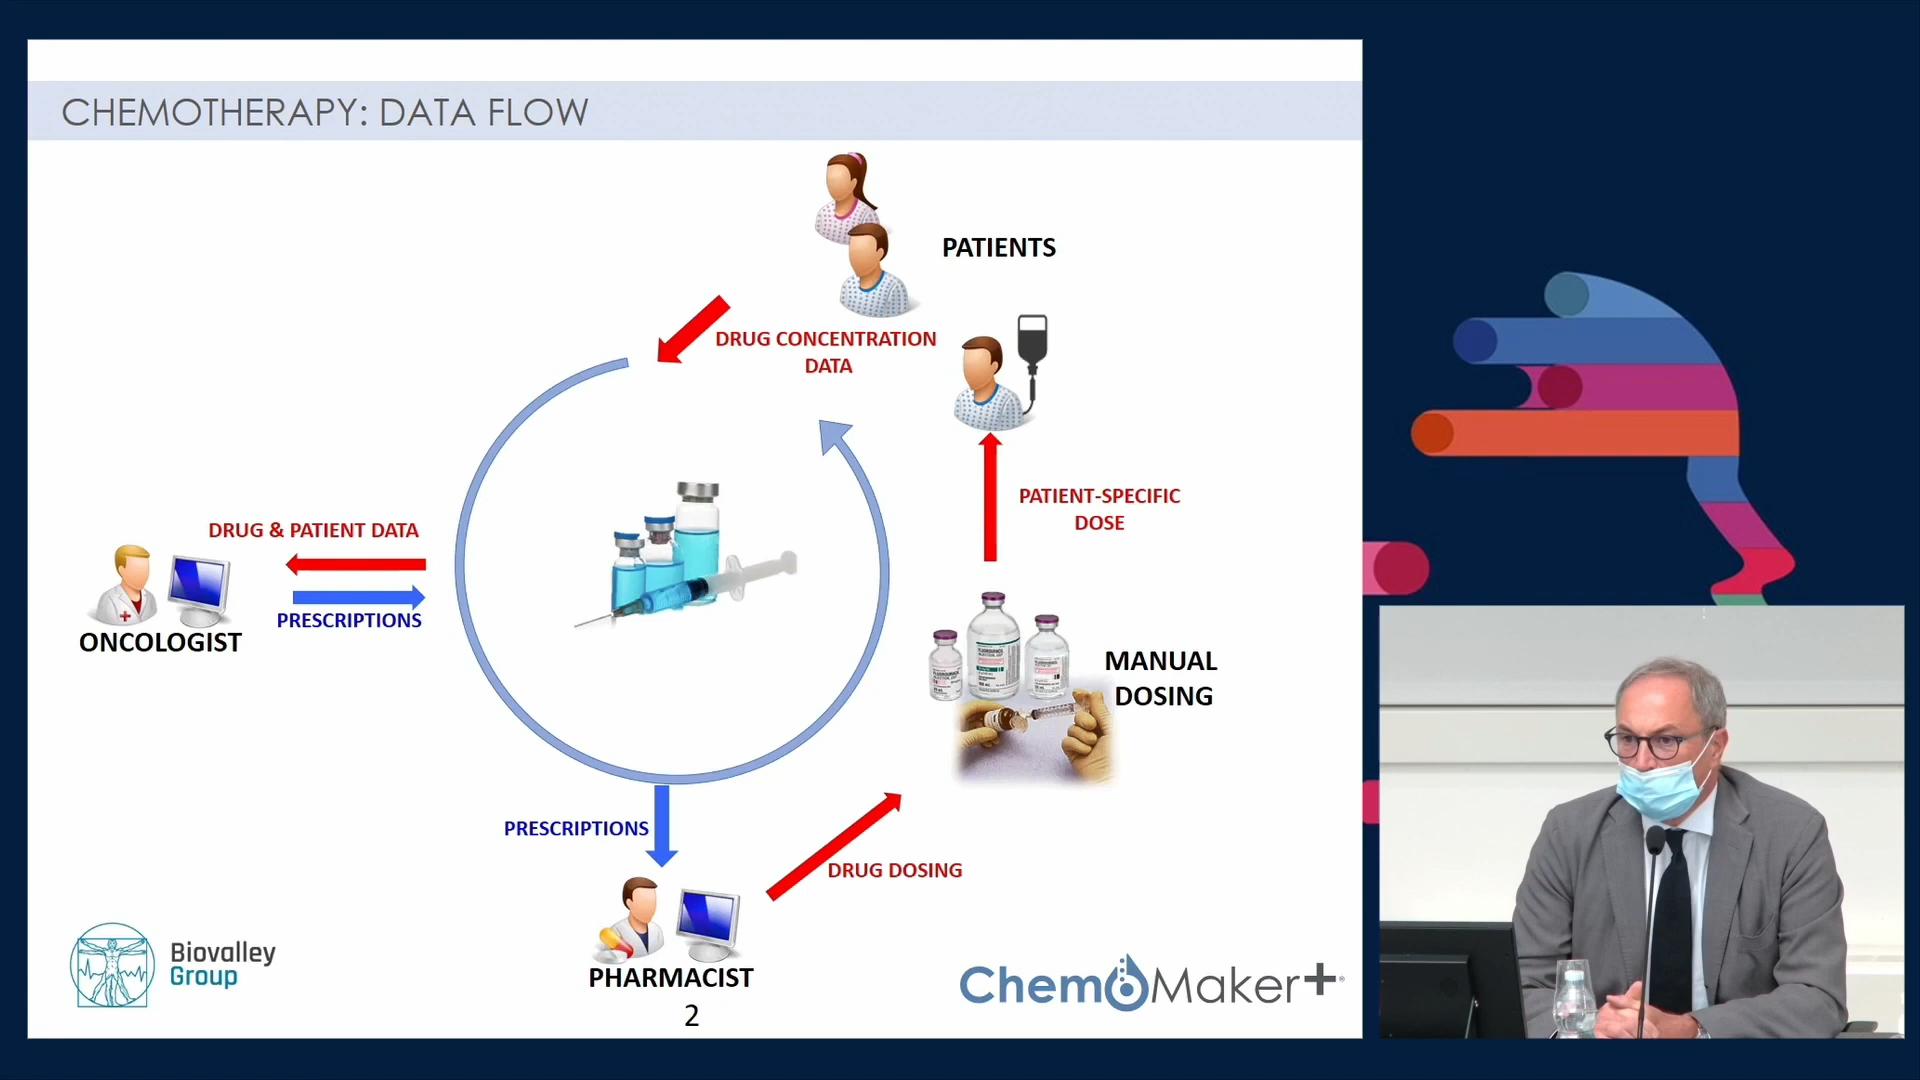 CHEMOTHERAPY: DATA FLOW
PATIENTS
DRUG CONCENTRATION
DATA
PATIENT-SPECIFIC
DOSE
DRUG & PATIENT DATA
PRESCRIPTIONS
ONCOLOGIST
MANUAL
DOSING
PRESCRIPTIONS
DRUG DOSING
PHARMACIST
2
Biovalley
Group
ChemoMaker+